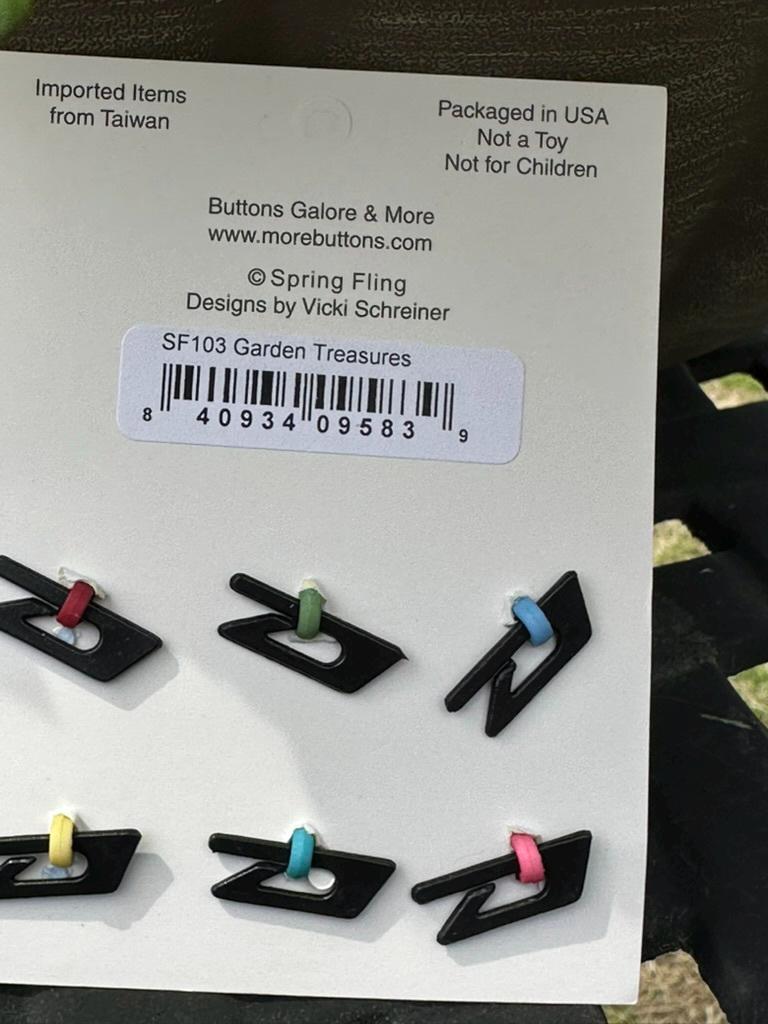 Imported Items
from Taiwan
Packaged in USA
Not a Toy
Not for Children
Buttons Galore & More
www.morebuttons.com
© Spring Fling
Designs by Vicki Schreiner
SF103 Garden Treasures
8 40934 09583 9